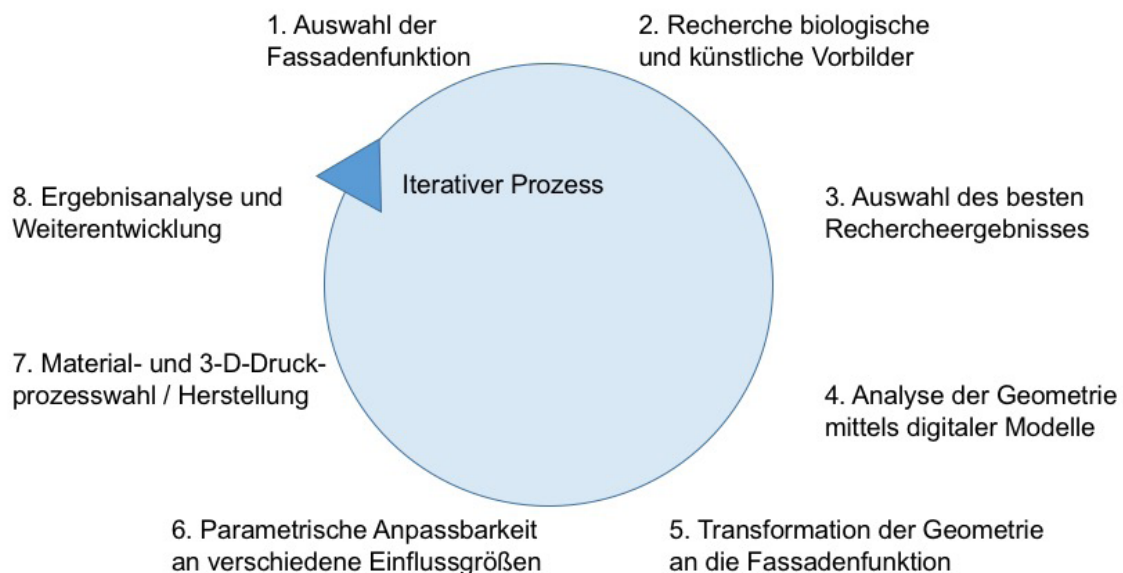 1. Auswahl der
Fassadenfunktion
2. Recherche biologische
und künstliche Vorbilder
Iterativer Prozess
3. Auswahl des besten
Rechercheergebnisses
4. Analyse der Geometrie
mittels digitaler Modelle
5. Transformation der Geometrie
an die Fassadenfunktion
6. Parametrische Anpassbarkeit
an verschiedene Einflussgrößen
7. Material- und 3-D-Druck-
prozesswahl / Herstellung
8. Ergebnisanalyse und
Weiterentwicklung